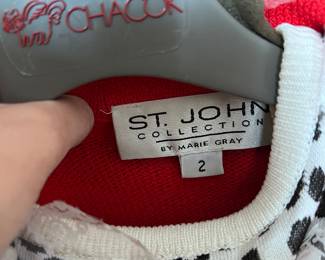 CHACOK
ST. JOHN
COLLECTION
BY MARIE GRAY
2